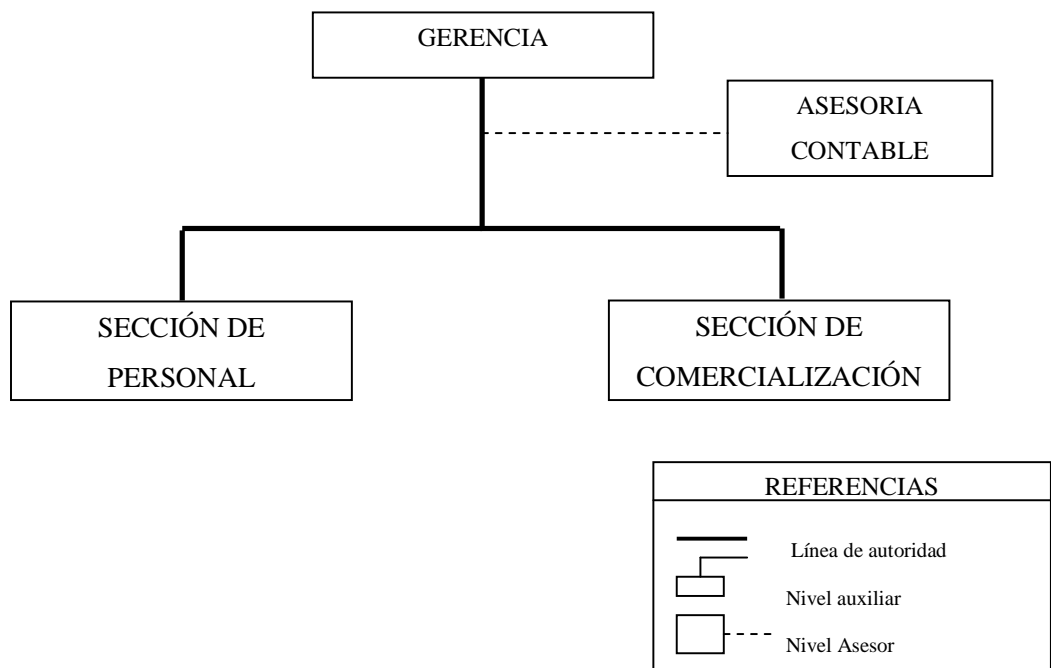 GERENCIA
ASESORIA
CONTABLE
SECCIÓN DE
PERSONAL
SECCIÓN DE
COMERCIALIZACIÓN
REFERENCIAS
Línea de autoridad
Nivel auxiliar
Nivel Asesor